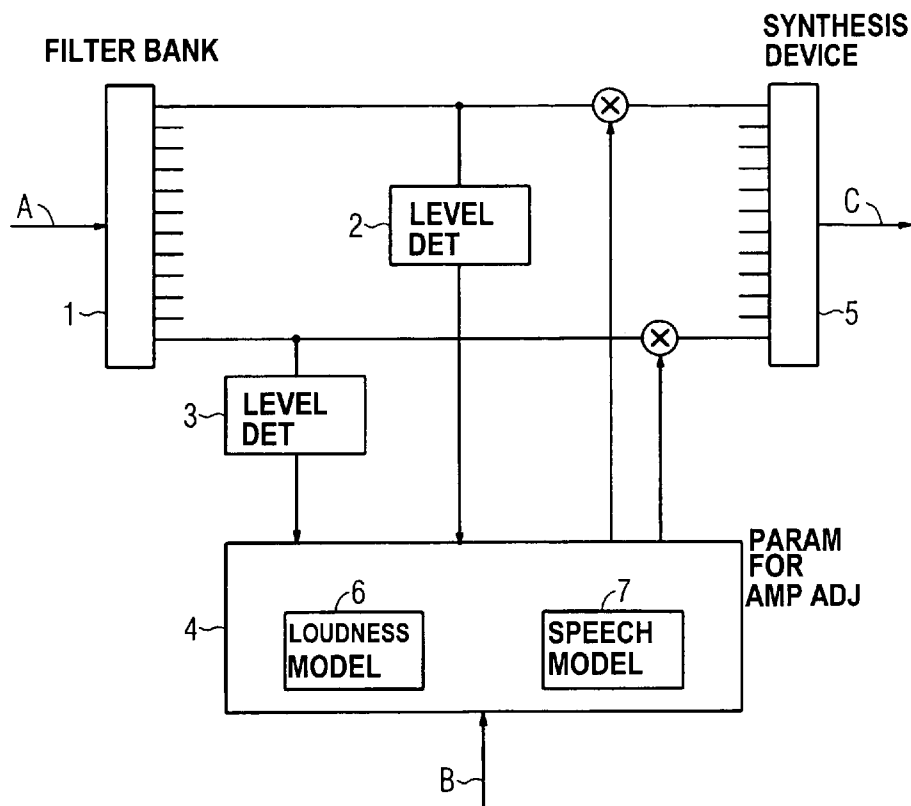 FILTER BANK
SYNTHESIS
DEVICE
A
1
2
LEVEL
DET
C
5
3
LEVEL
DET
PARAM
FOR
AMP ADJ
4
6
LOUDNESS
MODEL
7
SPEECH
MODEL
B